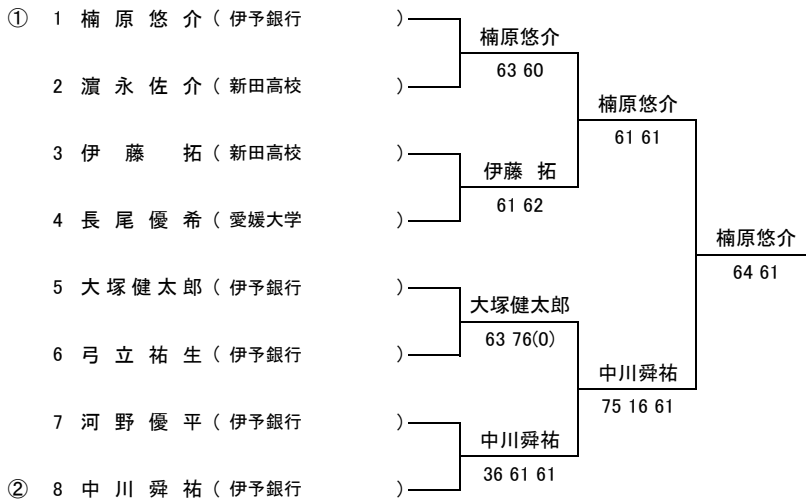 ① 1 楠 原 悠 介 ( 伊予銀行 )
楠原悠介
63 60
2 濵 永 佐 介 ( 新田高校 )
楠原悠介
61 61
3 伊 藤 拓 ( 新田高校 )
伊藤 拓
61 62
4 長 尾 優 希 ( 愛媛大学 )
楠原悠介
64 61
5 大 塚 健 太 郎 ( 伊予銀行 )
大塚健太郎
63 76(0)
6 弓 立 祐 生 ( 伊予銀行 )
中川舜祐
75 16 61
7 河 野 優 平 ( 伊予銀行 )
中川舜祐
36 61 61
② 8 中 川 舜 祐 ( 伊予銀行 )